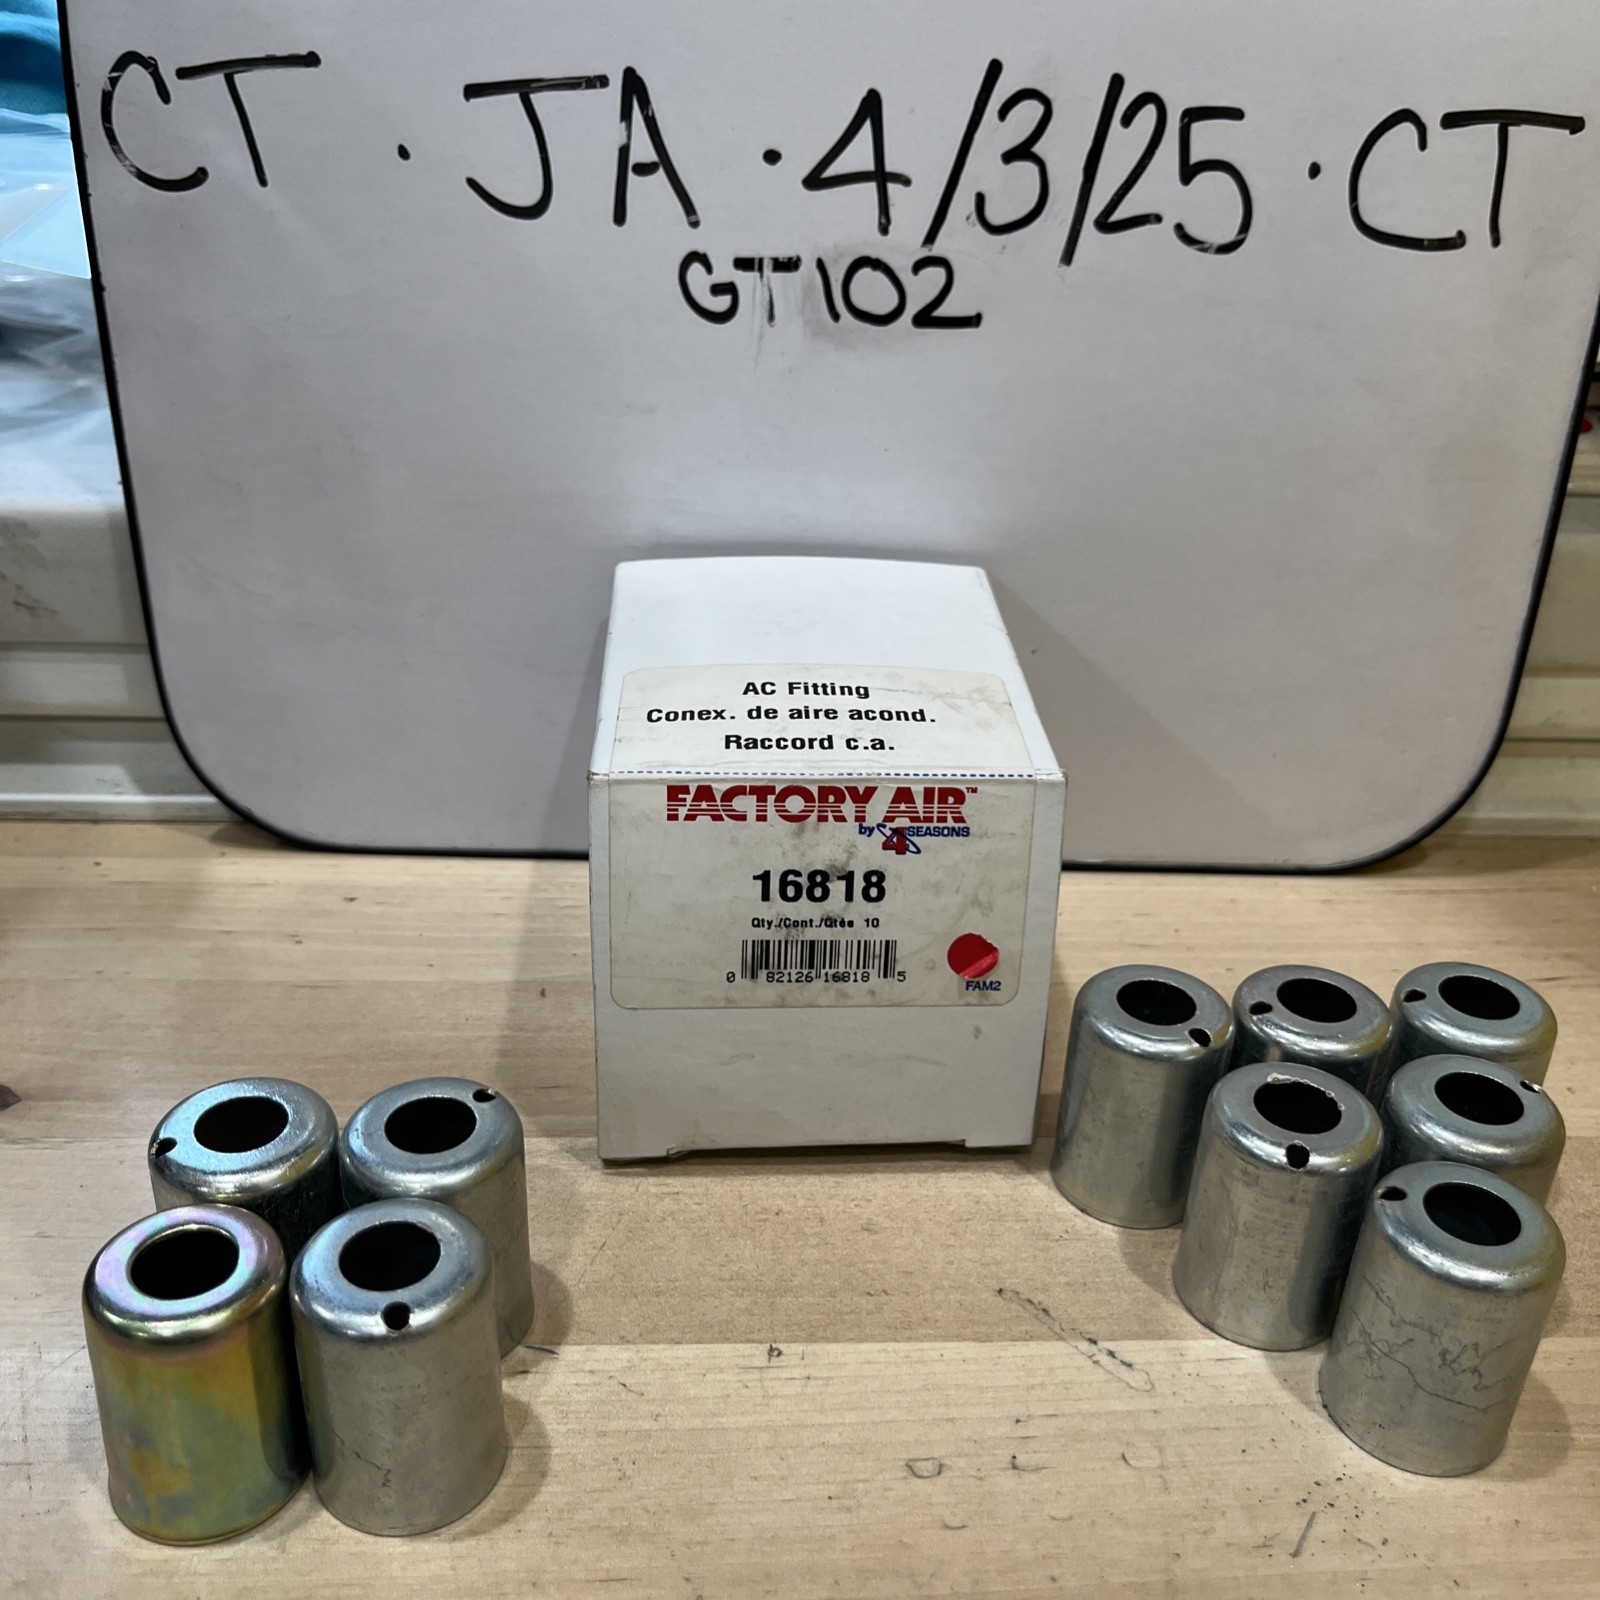 CT · JA · 4/3/25 · CT
GT102
AC Fitting
Conex. de aire acond.
Raccord c.a.
FACTORY AIR™
by 4 SEASONS
16818
Qty./Cont./Qtée 10
0 82126 16818 5
FAM2